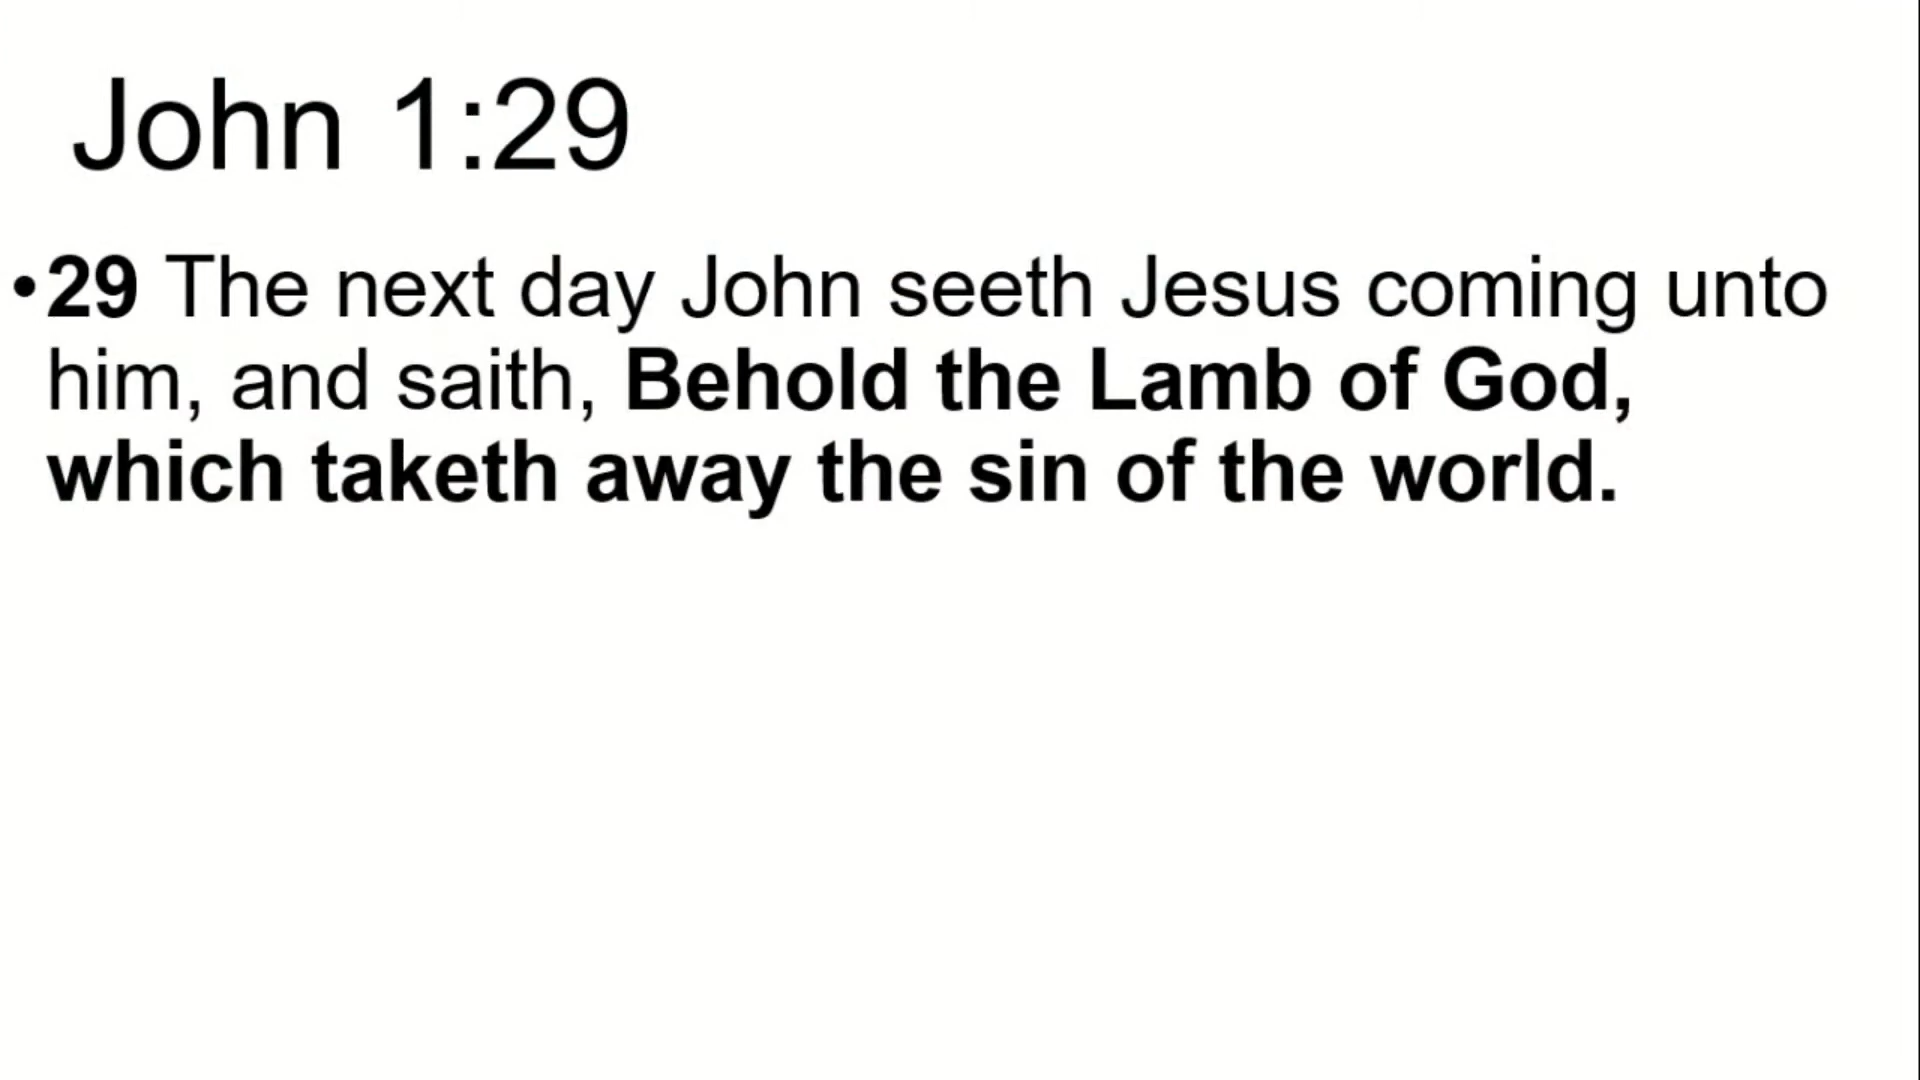 John 1:29
•29 The next day John seeth Jesus coming unto
him, and saith, Behold the Lamb of God,
which taketh away the sin of the world.